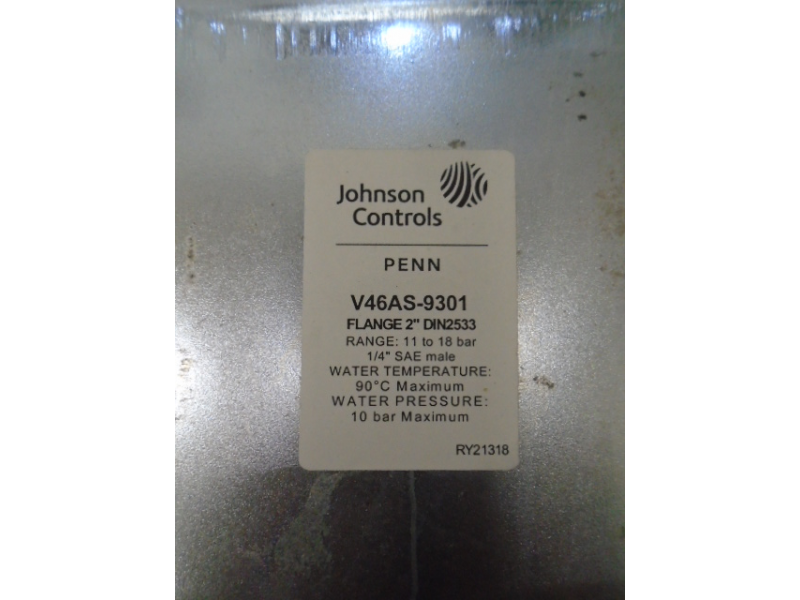 Johnson
Controls
PENN
V46AS-9301
FLANGE 2" DIN2533
RANGE: 11 to 18 bar
1/4" SAE male
WATER TEMPERATURE:
90°C Maximum
WATER PRESSURE:
10 bar Maximum
RY21318